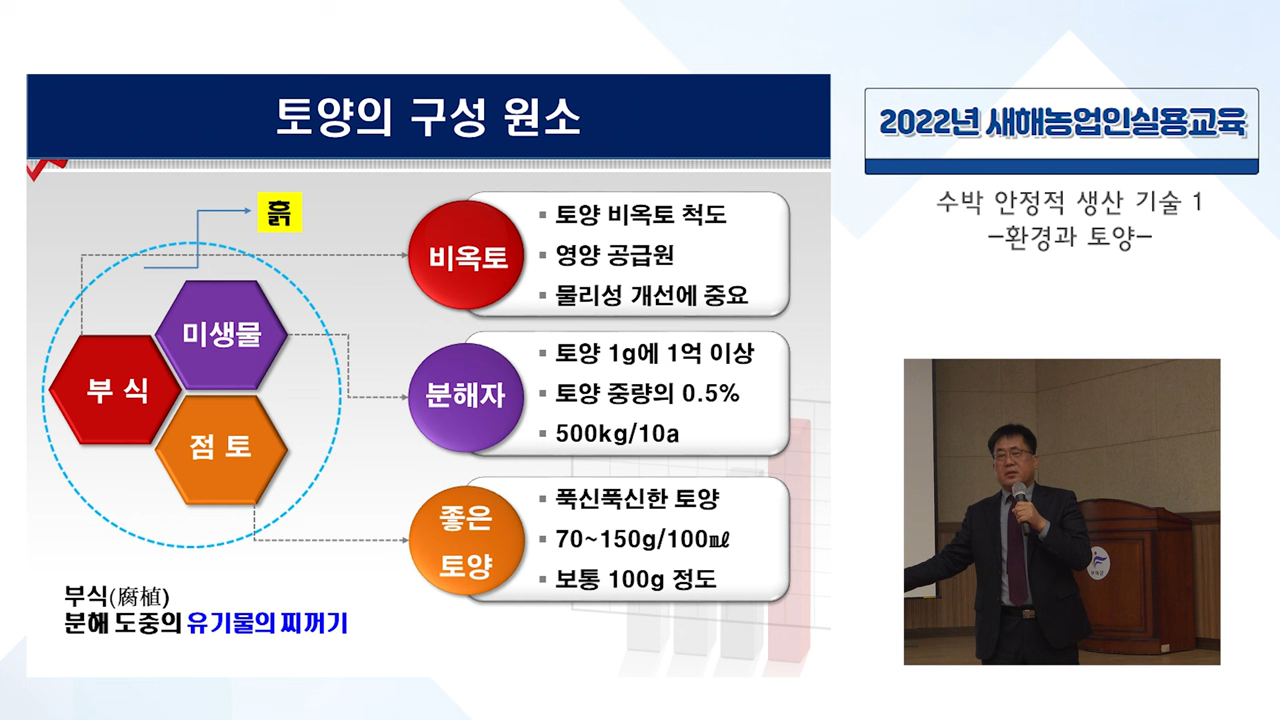 토양의 구성 원소
흙
미생물
부 식
점 토
비옥토
▪ 토양 비옥토 척도
▪ 영양 공급원
▪ 물리성 개선에 중요
분해자
▪ 토양 1g에 1억 이상
▪ 토양 중량의 0.5%
▪ 500kg/10a
좋은
토양
▪ 푹신푹신한 토양
▪ 70~150g/100㎖
▪ 보통 100g 정도
부식(腐植)
분해 도중의 유기물의 찌꺼기
2022년 새해농업인실용교육
수박 안정적 생산 기술 1
-환경과 토양-